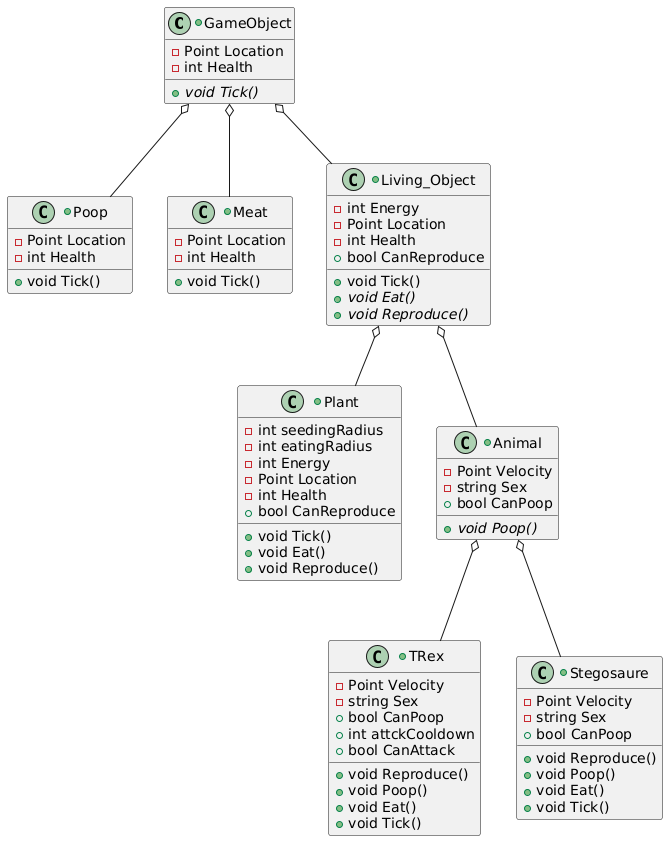 C GameObject
Point Location
int Health
void Tick()
C Poop
Point Location
int Health
void Tick()
C Meat
Point Location
int Health
void Tick()
C Living_Object
int Energy
Point Location
int Health
bool CanReproduce
void Tick()
void Eat()
void Reproduce()
C Plant
int seedingRadius
int eatingRadius
int Energy
Point Location
int Health
bool CanReproduce
void Tick()
void Eat()
void Reproduce()
C Animal
Point Velocity
string Sex
bool CanPoop
void Poop()
C TRex
Point Velocity
string Sex
bool CanPoop
int attckCooldown
bool CanAttack
void Reproduce()
void Poop()
void Eat()
void Tick()
C Stegosaure
Point Velocity
string Sex
bool CanPoop
void Reproduce()
void Poop()
void Eat()
void Tick()